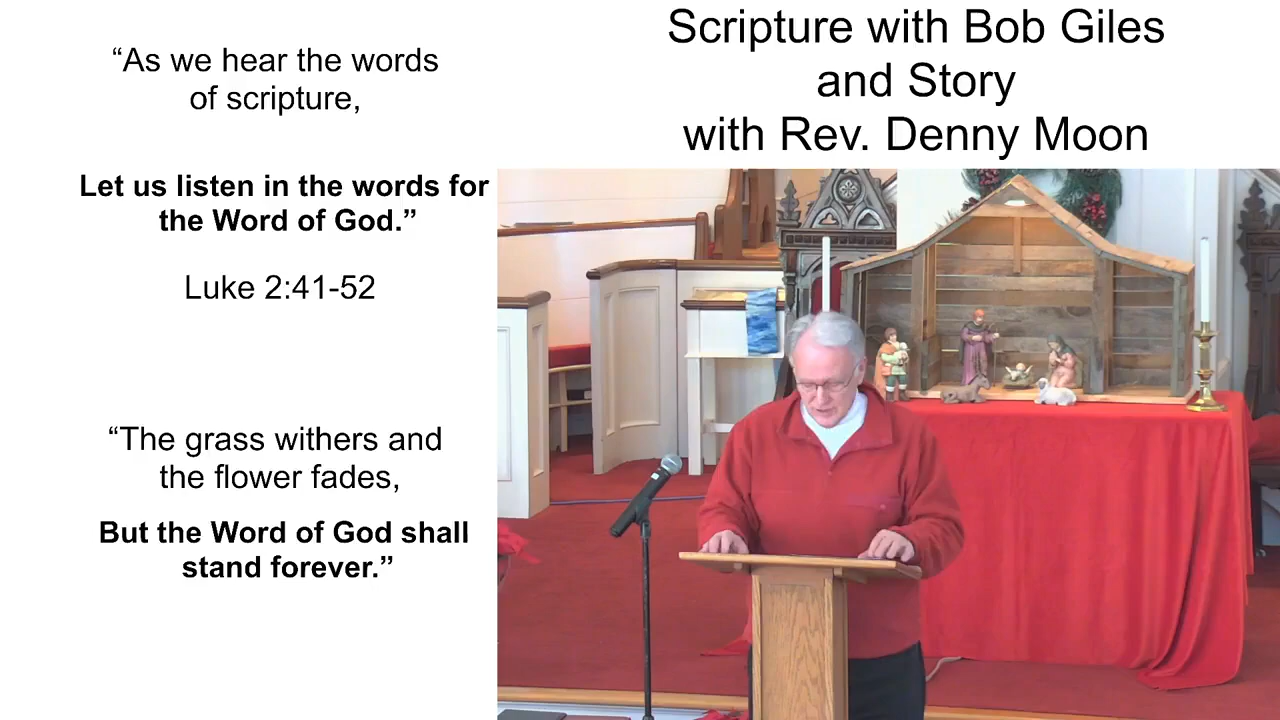 Scripture with Bob Giles
and Story
with Rev. Denny Moon
“As we hear the words
of scripture,
Let us listen in the words for
the Word of God.”
Luke 2:41-52
“The grass withers and
the flower fades,
But the Word of God shall
stand forever.”